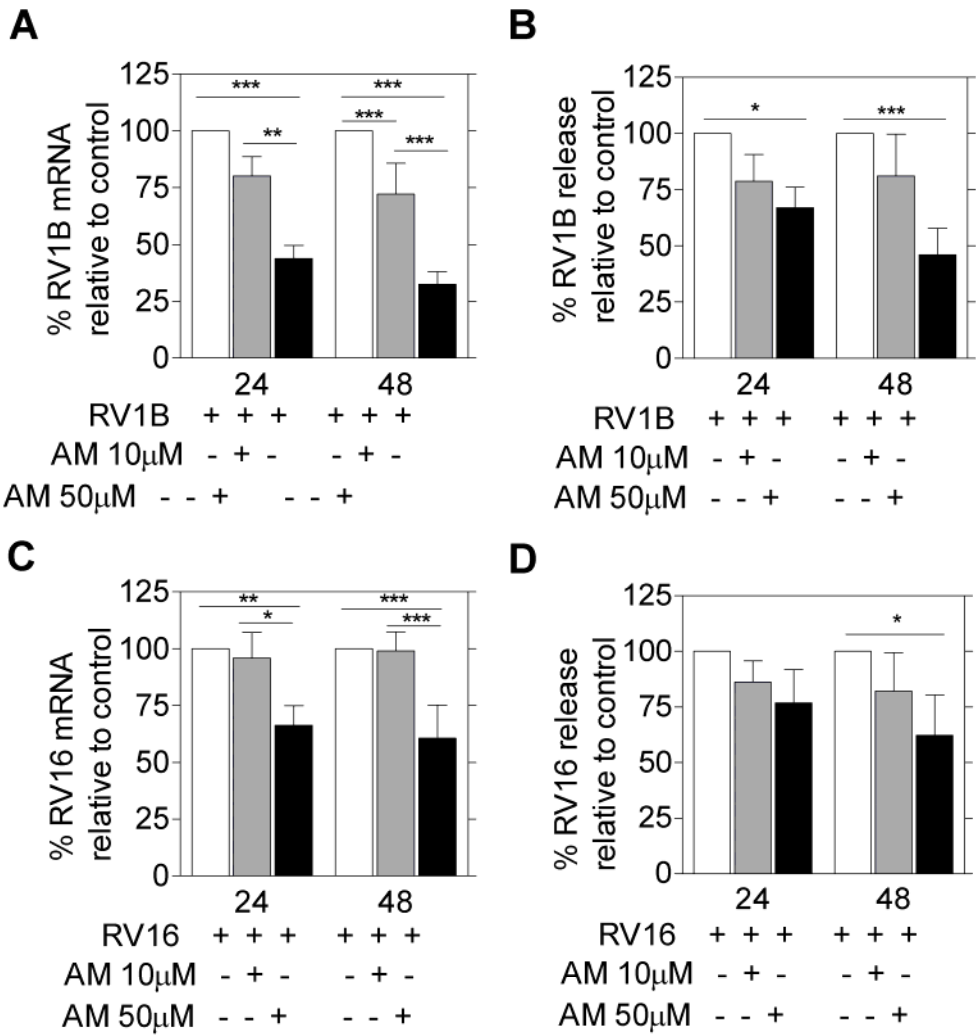 A
% RV1B mRNA
relative to control
125
100
75
50
25
0
***
**
***
***
***
24 48
RV1B + + + + + +
AM 10μM - + - - + -
AM 50μM - - + - - +
B
% RV1B release
relative to control
125
100
75
50
25
0
*
***
24 48
RV1B + + + + + +
AM 10μM - + - - + -
AM 50μM - - + - - +
C
% RV16 mRNA
relative to control
125
100
75
50
25
0
**
*
***
***
24 48
RV16 + + + + + +
AM 10μM - + - - + -
AM 50μM - - + - - +
D
% RV16 release
relative to control
125
100
75
50
25
0
*
24 48
RV16 + + + + + +
AM 10μM - + - - + -
AM 50μM - - + - - +